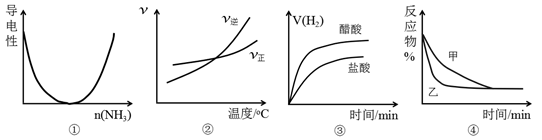 导电性
n(NH₃)
①
v
v逆
v正
温度/°C
②
V(H₂)
醋酸
盐酸
时间/min
③
反应物%
甲
乙
时间/min
④